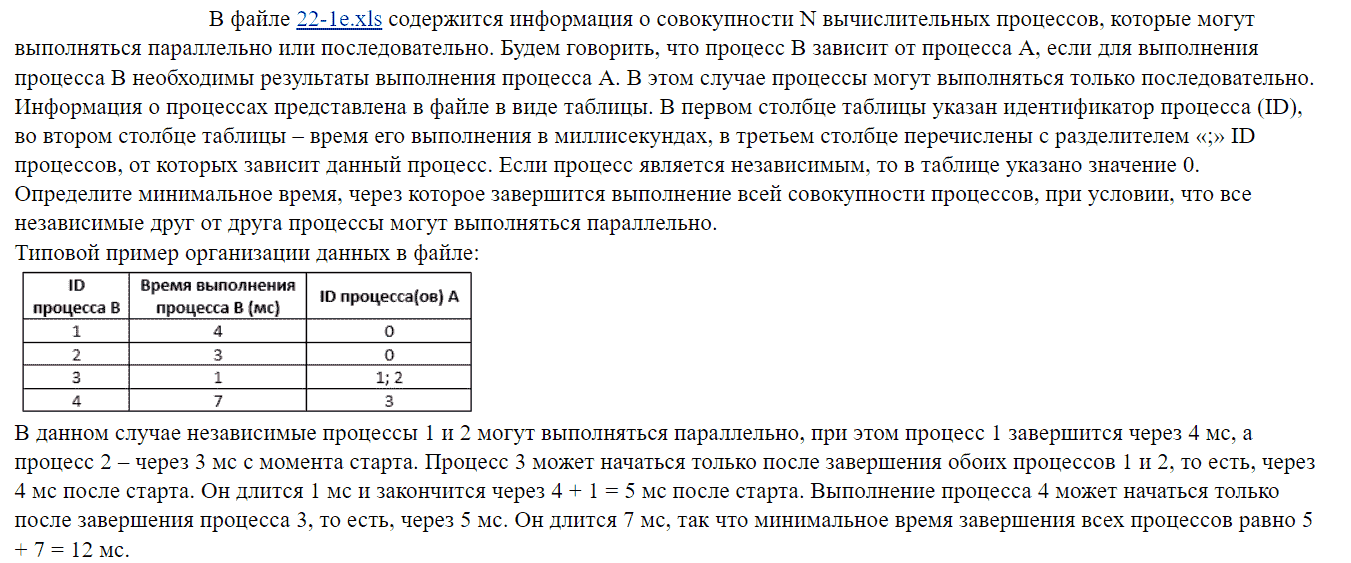 В файле 22-1e.xls содержится информация о совокупности N вычислительных процессов, которые могут
выполняться параллельно или последовательно. Будем говорить, что процесс B зависит от процесса A, если для выполнения
процесса B необходимы результаты выполнения процесса A. В этом случае процессы могут выполняться только последовательно.
Информация о процессах представлена в файле в виде таблицы. В первом столбце таблицы указан идентификатор процесса (ID),
во втором столбце таблицы – время его выполнения в миллисекундах, в третьем столбце перечислены с разделителем «;» ID
процессов, от которых зависит данный процесс. Если процесс является независимым, то в таблице указано значение 0.
Определите минимальное время, через которое завершится выполнение всей совокупности процессов, при условии, что все
независимые друг от друга процессы могут выполняться параллельно.
Типовой пример организации данных в файле:
ID процесса B Время выполнения процесса B (мс) ID процесса(ов) A
1 4 0
2 3 0
3 1 1; 2
4 7 3
В данном случае независимые процессы 1 и 2 могут выполняться параллельно, при этом процесс 1 завершится через 4 мс, а
процесс 2 – через 3 мс с момента старта. Процесс 3 может начаться только после завершения обоих процессов 1 и 2, то есть, через
4 мс после старта. Он длится 1 мс и закончится через 4 + 1 = 5 мс после старта. Выполнение процесса 4 может начаться только
после завершения процесса 3, то есть, через 5 мс. Он длится 7 мс, так что минимальное время завершения всех процессов равно 5
+ 7 = 12 мс.